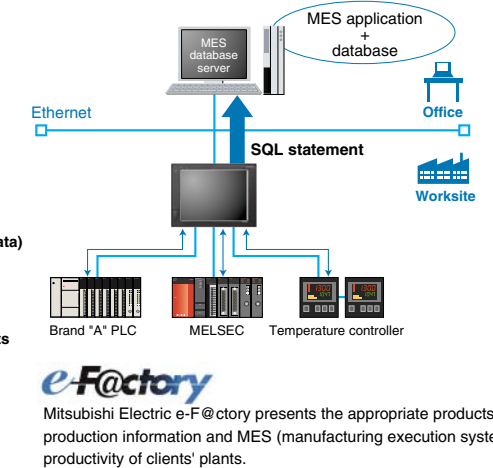 MES application
+
database
MES
database
server
Ethernet
Office
SQL statement
Worksite
ata)
Brand "A" PLC
MELSEC
Temperature controller
ts
e-F@ctory
Mitsubishi Electric e-F@ctory presents the appropriate products
production information and MES (manufacturing execution syste
productivity of clients' plants.